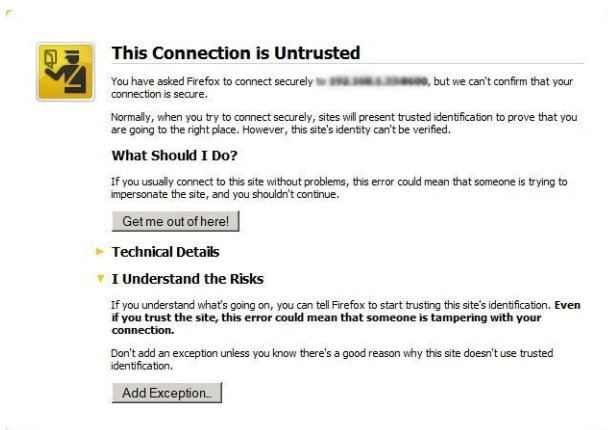 This Connection is Untrusted
You have asked Firefox to connect securely to , but we can't confirm that your
connection is secure.
Normally, when you try to connect securely, sites will present trusted identification to prove that you
are going to the right place. However, this site's identity can't be verified.
What Should I Do?
If you usually connect to this site without problems, this error could mean that someone is trying to
impersonate the site, and you shouldn't continue.
Get me out of here!
Technical Details
I Understand the Risks
If you understand what's going on, you can tell Firefox to start trusting this site's identification. Even
if you trust the site, this error could mean that someone is tampering with your
connection.
Don't add an exception unless you know there's a good reason why this site doesn't use trusted
identification.
Add Exception...